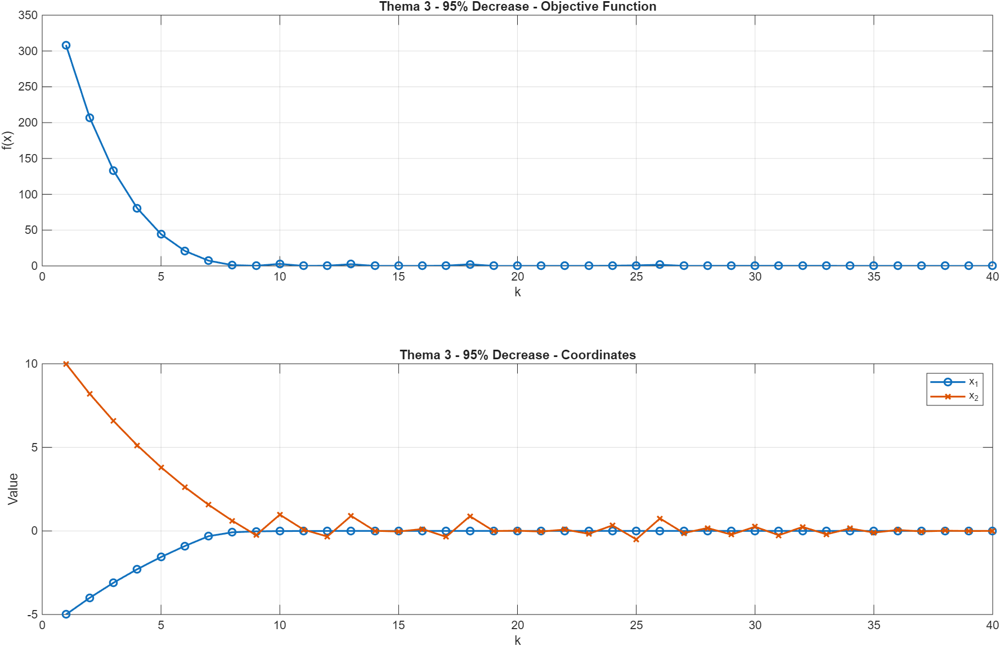 Thema 3 - 95% Decrease - Objective Function
350
300
250
200
150
100
50
0
f(x)
0 5 10 15 20 25 30 35 40
k
Thema 3 - 95% Decrease - Coordinates
10
5
0
-5
Value
x1
x2
0 5 10 15 20 25 30 35 40
k